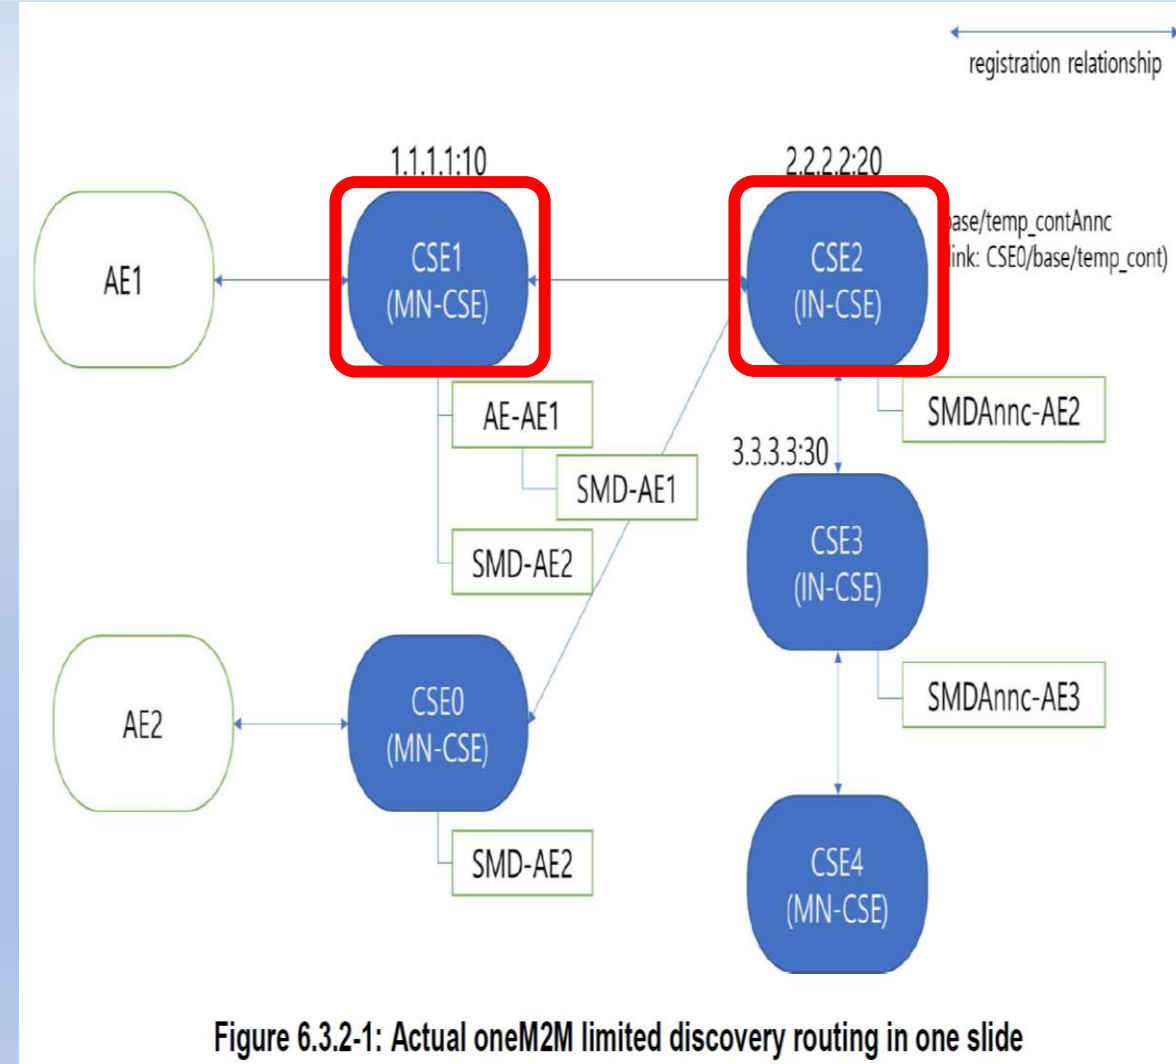 registration relationship
1.1.1.1:10
2.2.2.2:20
AE1
CSE1
(MN-CSE)
CSE2
(IN-CSE)
base/temp_contAnnc
link: CSE0/base/temp_cont)
AE-AE1
SMDAnnc-AE2
SMD-AE1
3.3.3.3:30
SMD-AE2
CSE3
(IN-CSE)
AE2
CSE0
(MN-CSE)
SMDAnnc-AE3
SMD-AE2
CSE4
(MN-CSE)
Figure 6.3.2-1: Actual oneM2M limited discovery routing in one slide